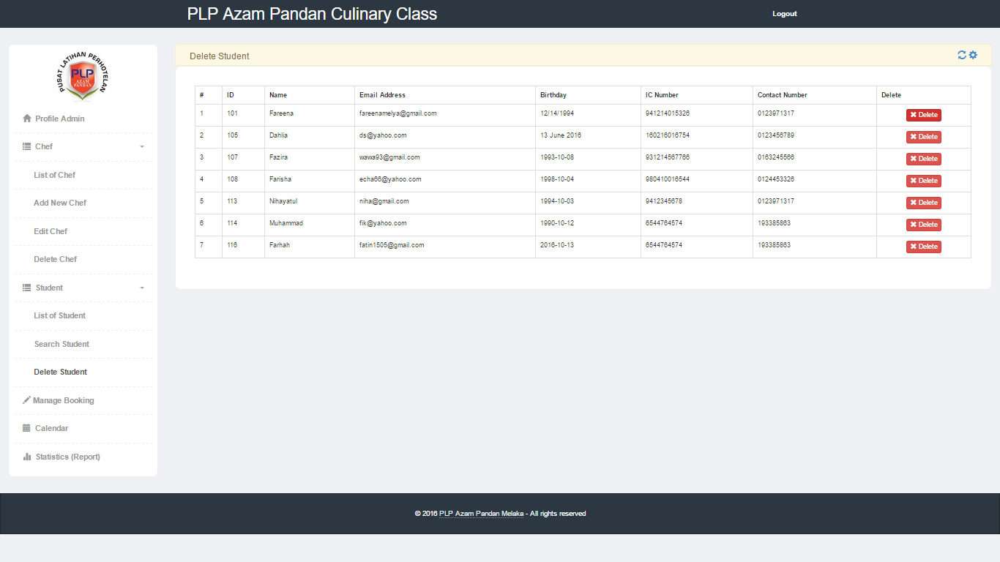 PLP Azam Pandan Culinary Class
Logout
PUSAT LATIHAN PERHOTELAN
PLP
AZAM
PANDAN
Profile Admin
Chef
List of Chef
Add New Chef
Edit Chef
Delete Chef
Student
List of Student
Search Student
Delete Student
Manage Booking
Calendar
Statistics (Report)
Delete Student
# ID Name Email Address Birthday IC Number Contact Number Delete
1 101 Fareena fareenamelya@gmail.com 12/14/1994 941214015326 0123971317 Delete
2 105 Dahlia ds@yahoo.com 13 June 2016 160216016754 0123456789 Delete
3 107 Fazira wawa93@gmail.com 1993-10-08 931214567766 0163245566 Delete
4 108 Farisha echa66@yahoo.com 1998-10-04 980410016544 0124453326 Delete
5 113 Nihayatul niha@gmail.com 1994-10-03 9412345678 0123971317 Delete
6 114 Muhammad fik@yahoo.com 1990-10-12 6544764574 193385863 Delete
7 116 Farhah fatin1505@gmail.com 2016-10-13 6544764574 193385863 Delete
© 2016 PLP Azam Pandan Melaka - All rights reserved